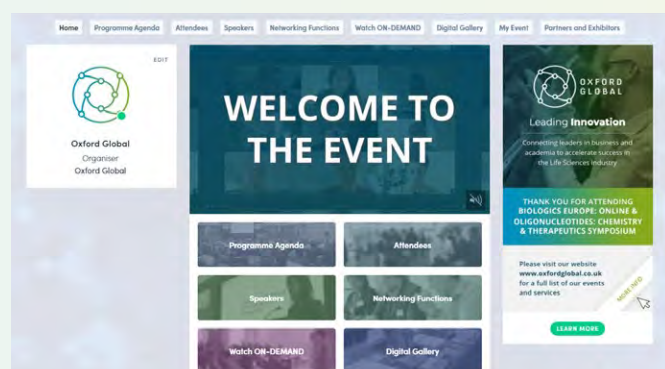 Home Programme Agenda Attendees Speakers Networking Functions Watch ON-DEMAND Digital Gallery My Event Partners and Exhibitors
EDIT
Oxford Global
Organiser
Oxford Global
WELCOME TO
THE EVENT
Programme Agenda
Attendees
Speakers
Networking Functions
Watch ON-DEMAND
Digital Gallery
OXFORD
GLOBAL
Leading Innovation
Connecting leaders in business and
academia to accelerate success in
the Life Sciences Industry
THANK YOU FOR ATTENDING
BIOLOGICS EUROPE: ONLINE &
OLIGONUCLEOTIDES: CHEMISTRY
& THERAPEUTICS SYMPOSIUM
Please visit our website
www.oxfordglobal.co.uk
for a full list of our events
and services
MORE INFO
LEARN MORE